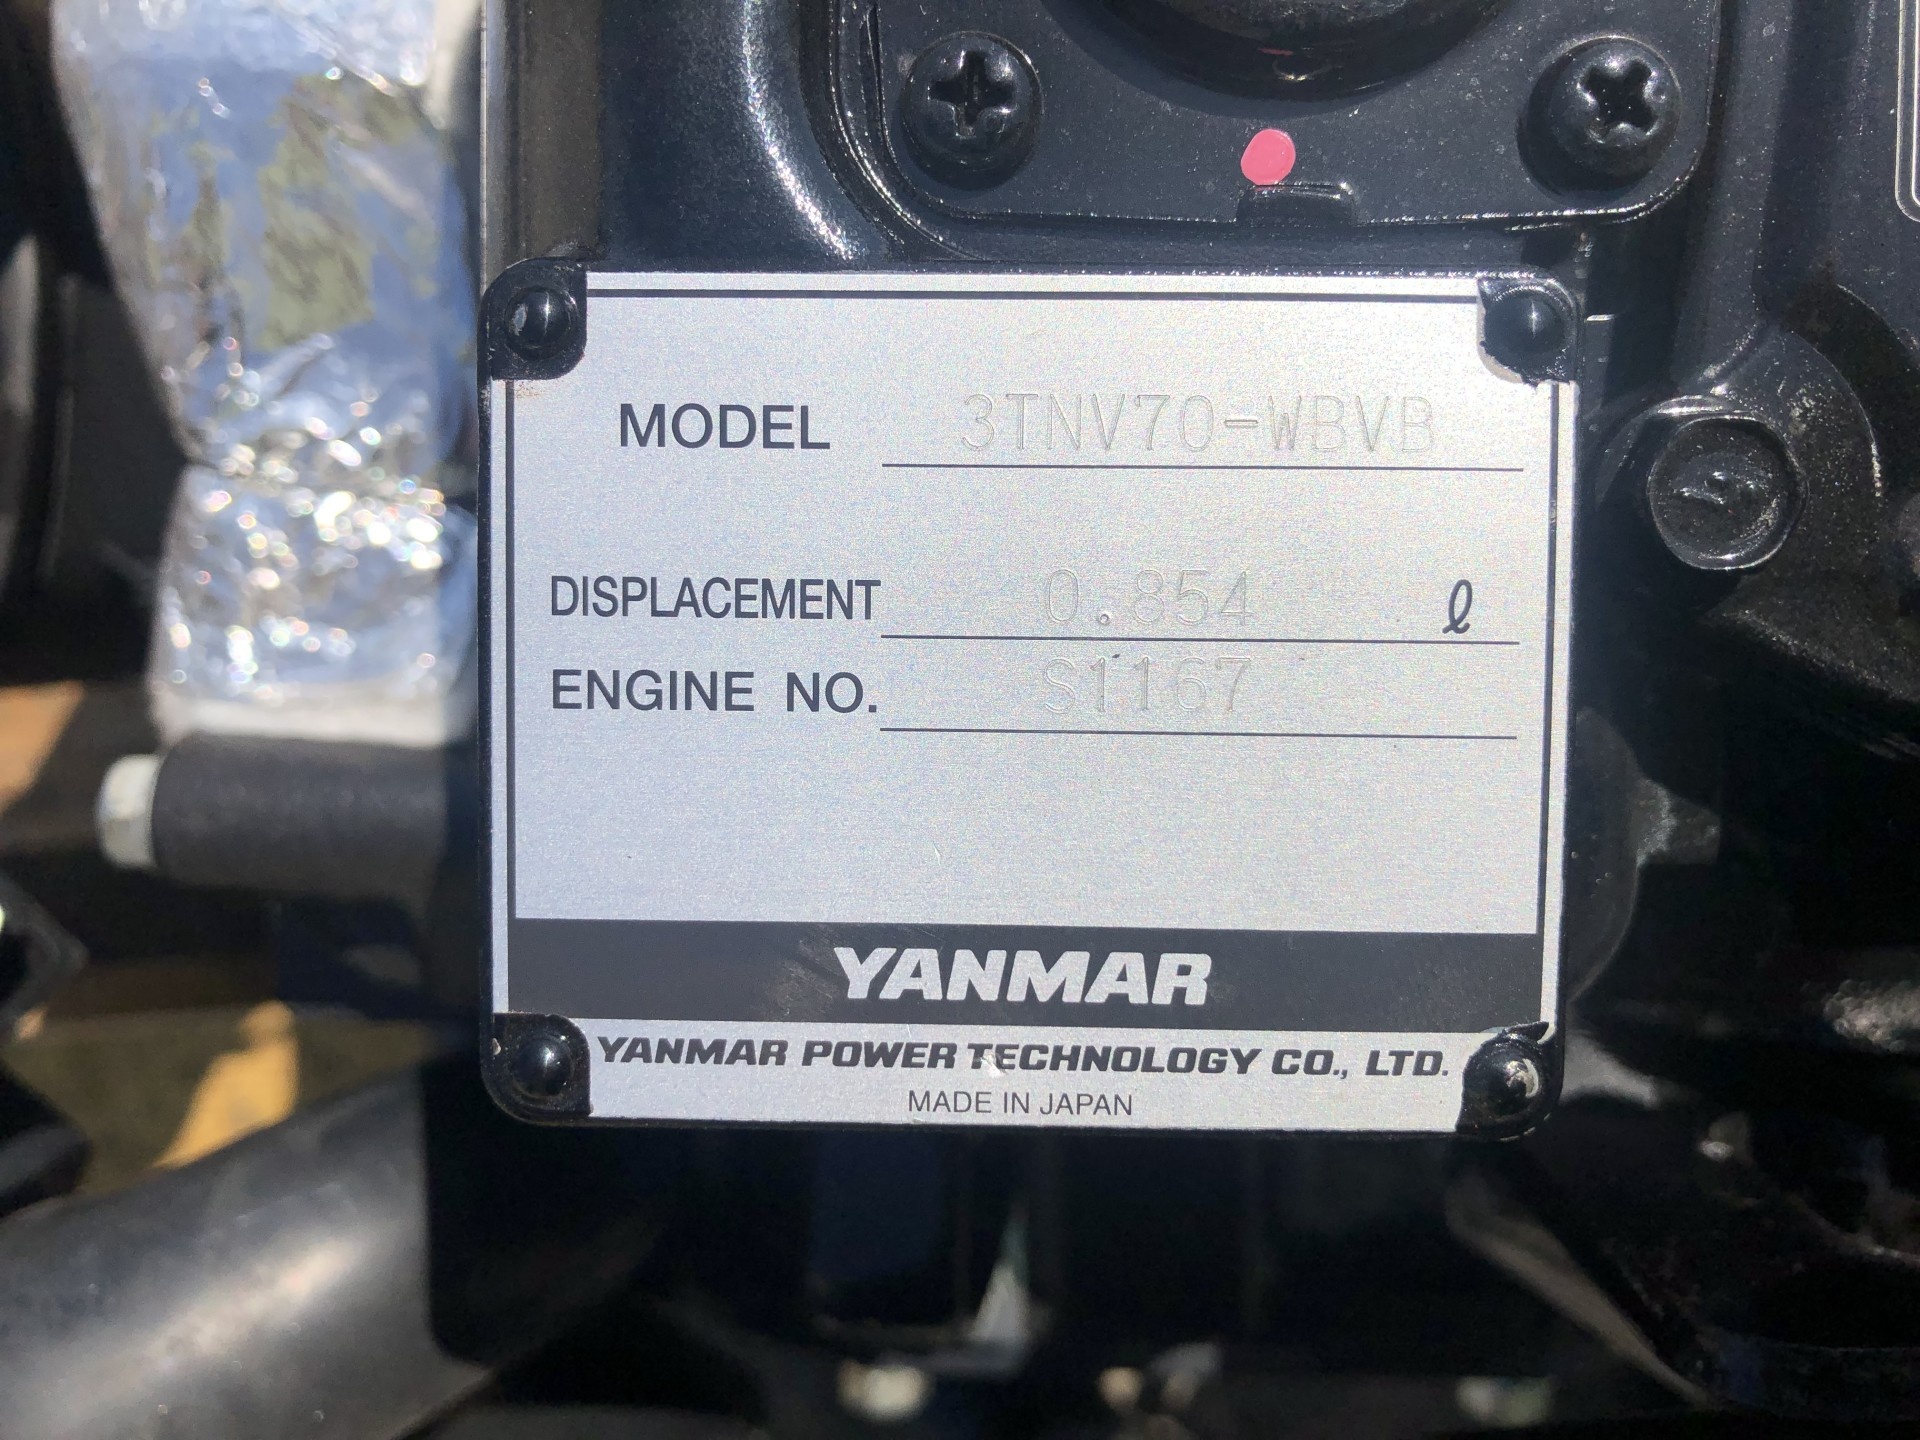 MODEL 3TNV70-WBVB
DISPLACEMENT 0.854 ℓ
ENGINE NO. S1167
YANMAR
YANMAR POWER TECHNOLOGY CO., LTD.
MADE IN JAPAN